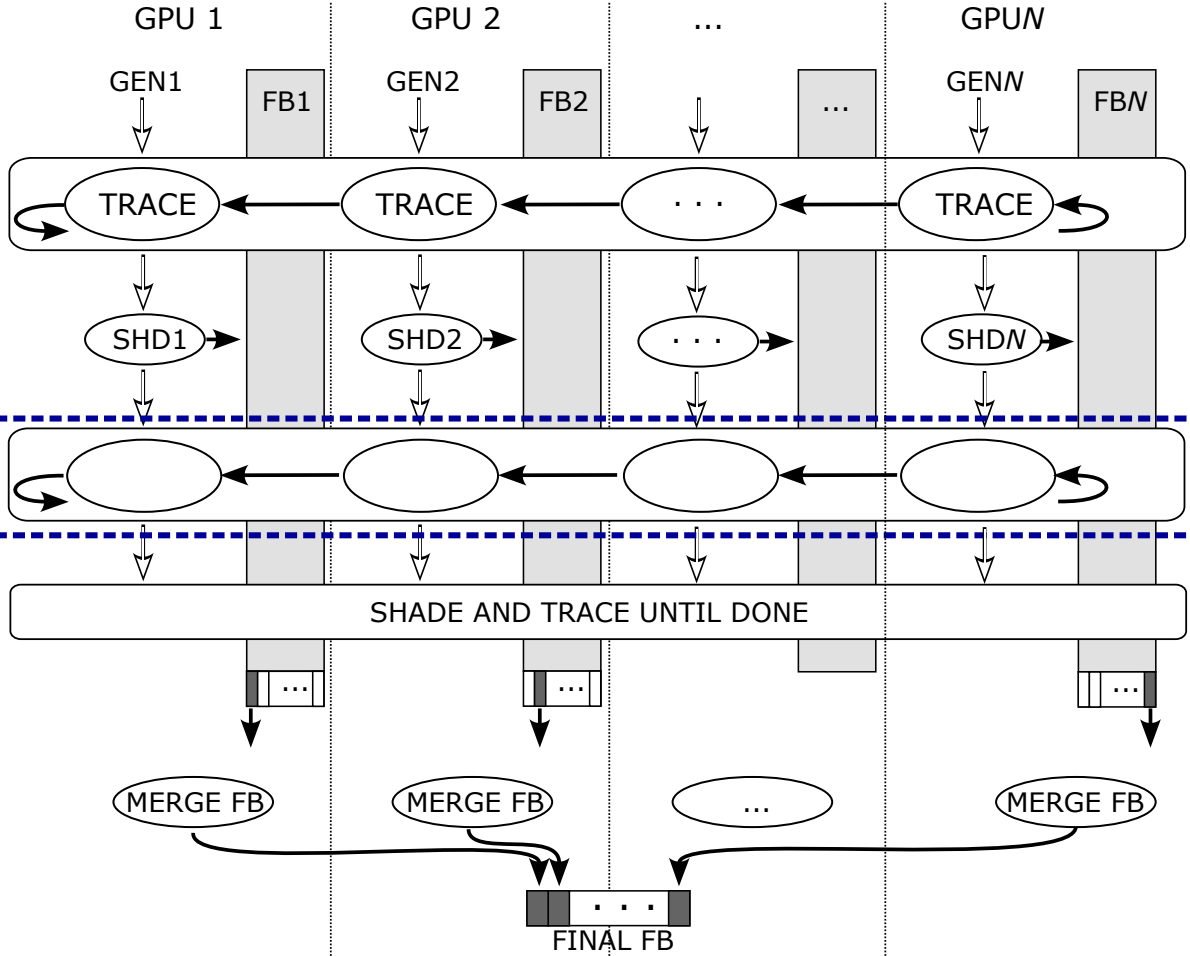 GPU 1 GPU 2 ... GPUN
GEN1 GEN2 GENN
FB1 FB2 ... FBN
TRACE TRACE . . . TRACE
SHD1 SHD2 . . . SHDN
SHADE AND TRACE UNTIL DONE
... ... ...
MERGE FB MERGE FB ... MERGE FB
. . .
FINAL FB